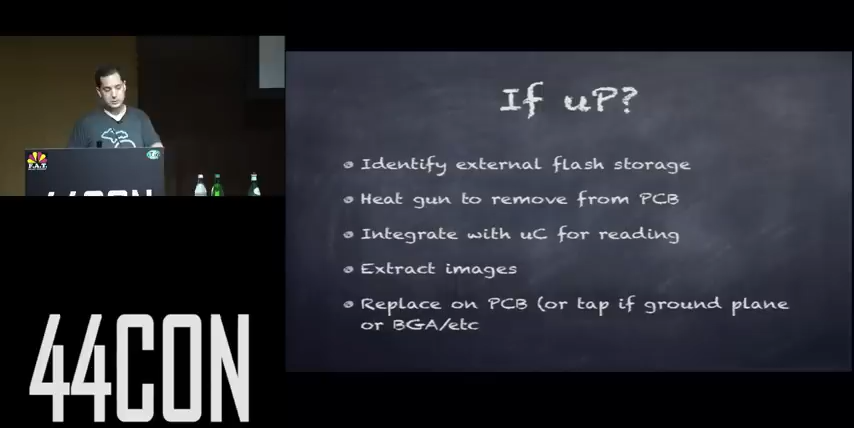 If uP?
Identify external flash storage
Heat gun to remove from PCB
Integrate with uC for reading
Extract images
Replace on PCB (or tap if ground plane
or BGA/etc
F.A.T.
44CON
44CON